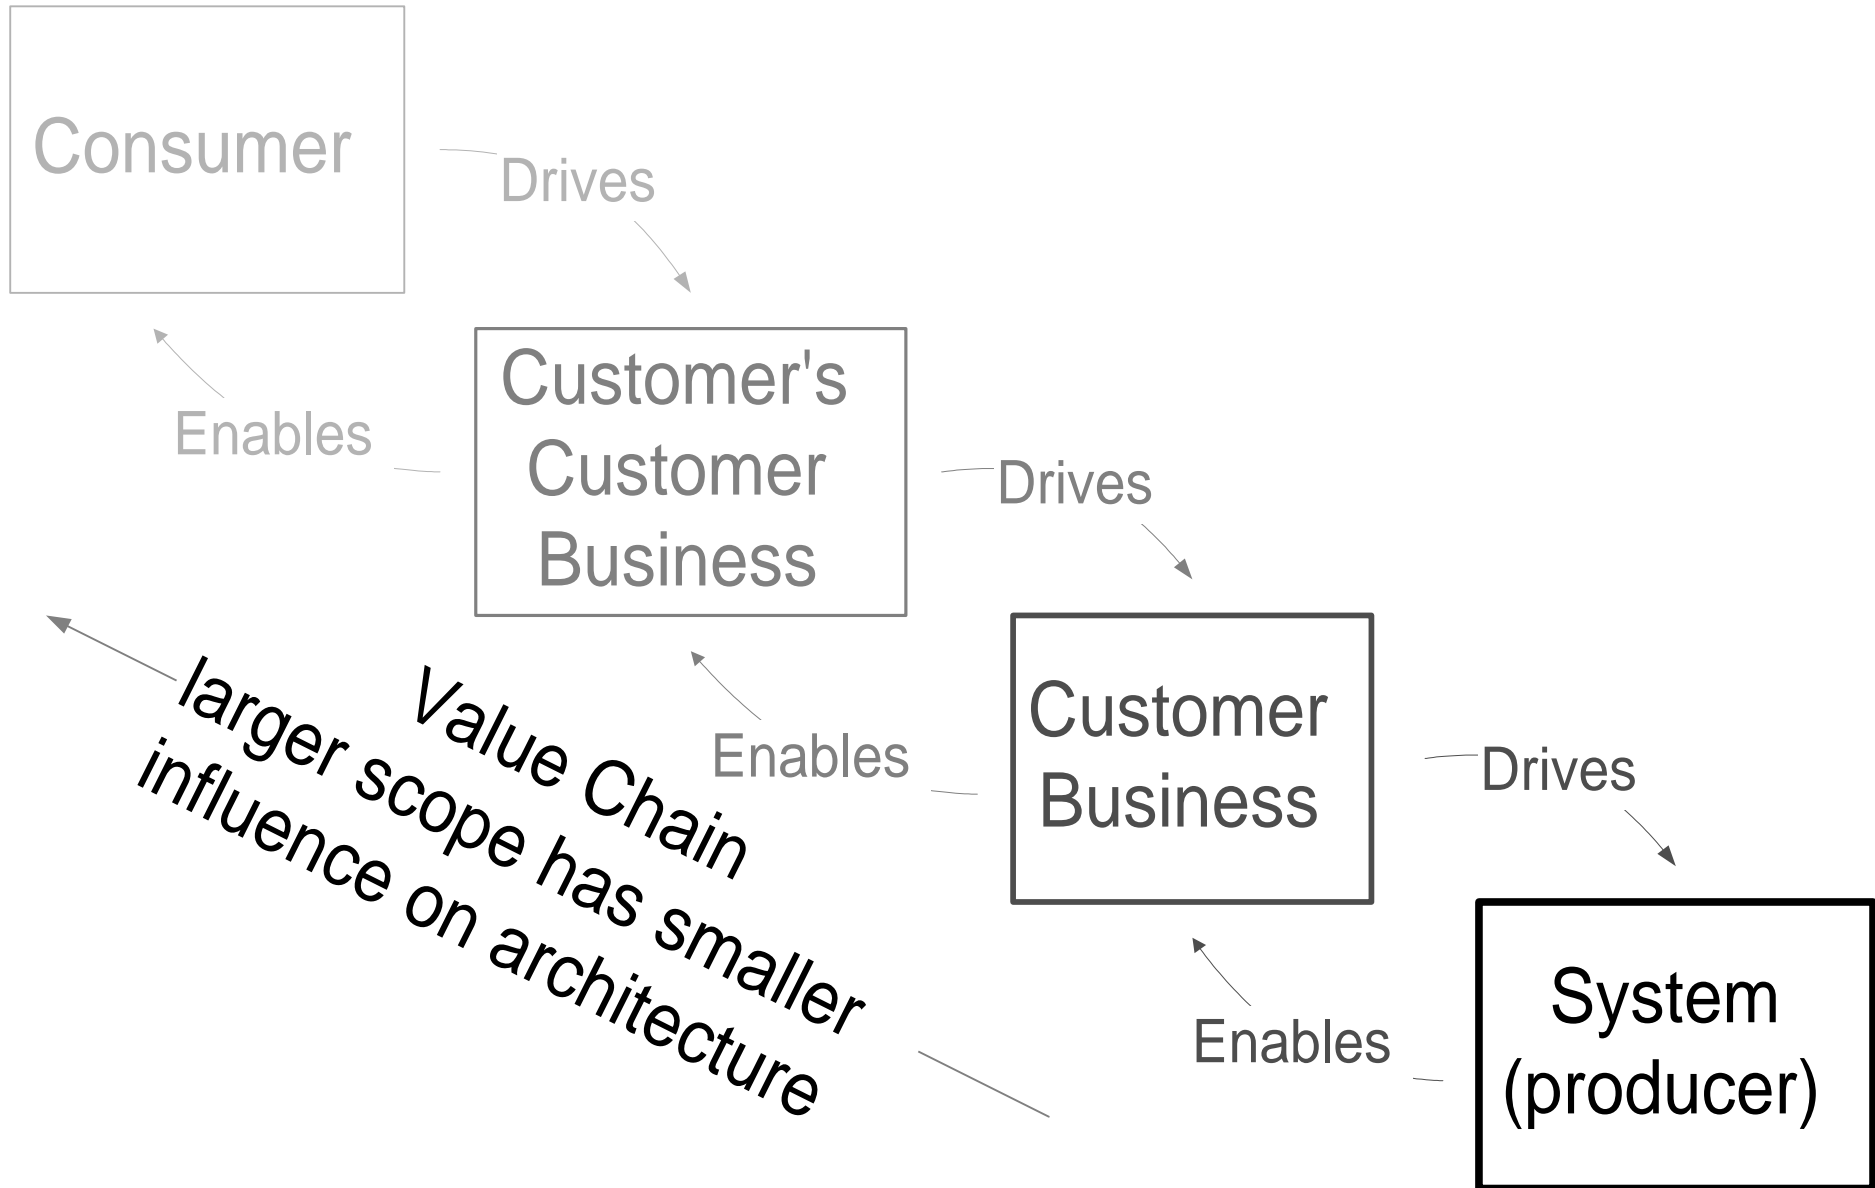 Consumer
Drives
Enables
Customer's
Customer
Business
Drives
Enables
Customer
Business
Drives
Enables
System
(producer)
Value Chain
larger scope has smaller
influence on architecture